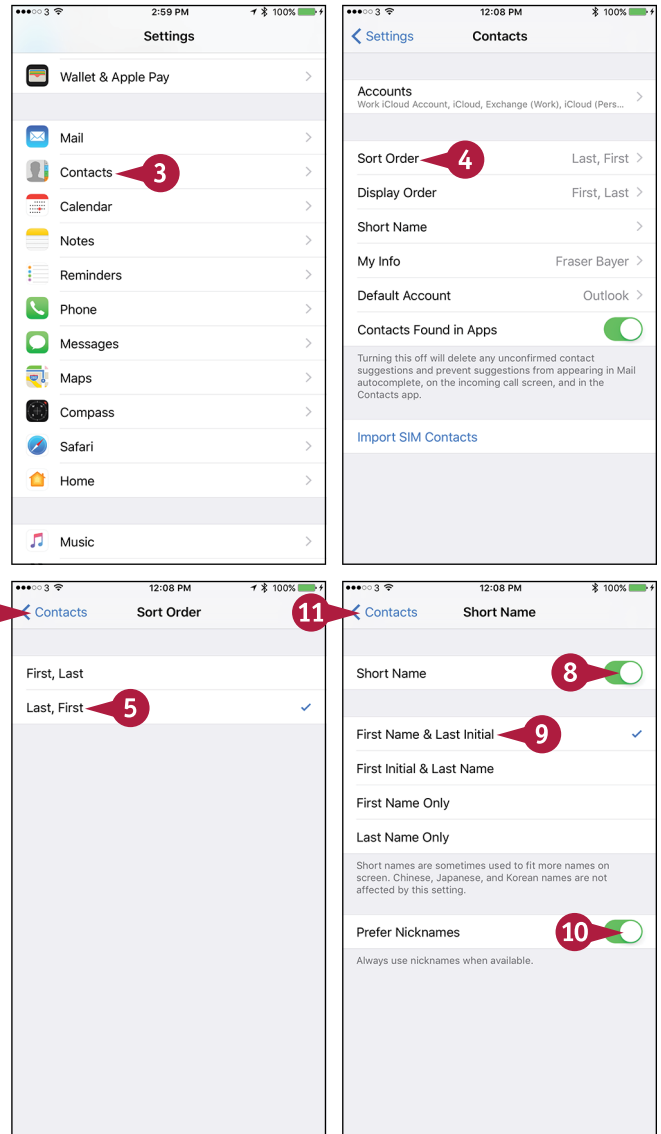 3 2:59 PM 100%
Settings
Wallet & Apple Pay
Mail
Contacts 3
Calendar
Notes
Reminders
Phone
Messages
Maps
Compass
Safari
Home
Music
3 12:08 PM 100%
Settings Contacts
Accounts
Work iCloud Account, iCloud, Exchange (Work), iCloud (Pers...
Sort Order 4 Last, First
Display Order First, Last
Short Name
My Info Fraser Bayer
Default Account Outlook
Contacts Found in Apps
Turning this off will delete any unconfirmed contact
suggestions and prevent suggestions from appearing in Mail
autocomplete, on the incoming call screen, and in the
Contacts app.
Import SIM Contacts
3 12:08 PM 100%
Contacts Sort Order
First, Last
Last, First 5
3 12:08 PM 100%
11 Contacts Short Name
Short Name 8
First Name & Last Initial 9
First Initial & Last Name
First Name Only
Last Name Only
Short names are sometimes used to fit more names on
screen. Chinese, Japanese, and Korean names are not
affected by this setting.
Prefer Nicknames 10
Always use nicknames when available.